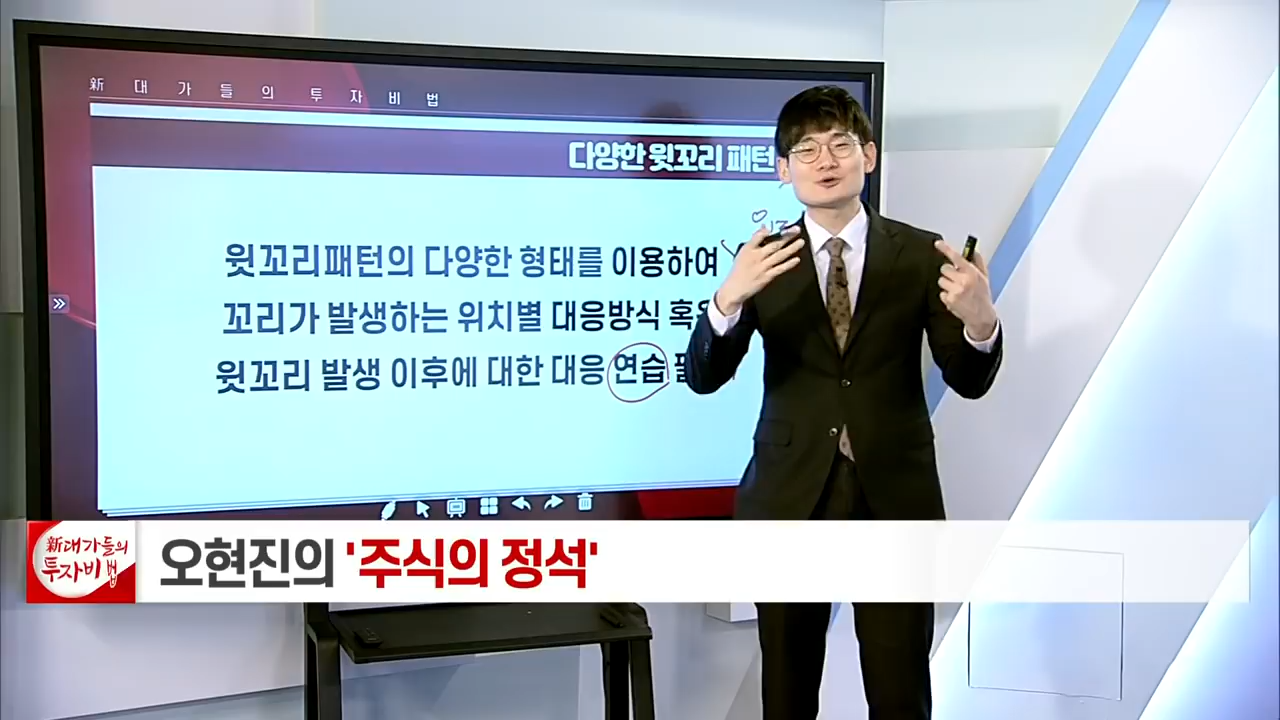 新 대 가 들 의 투 자 비 법
다양한 윗꼬리 패턴
윗꼬리패턴의 다양한 형태를 이용하여
꼬리가 발생하는 위치별 대응방식 혹은
윗꼬리 발생 이후에 대한 대응 연습
新대가들의
투자비법
오현진의 '주식의 정석'